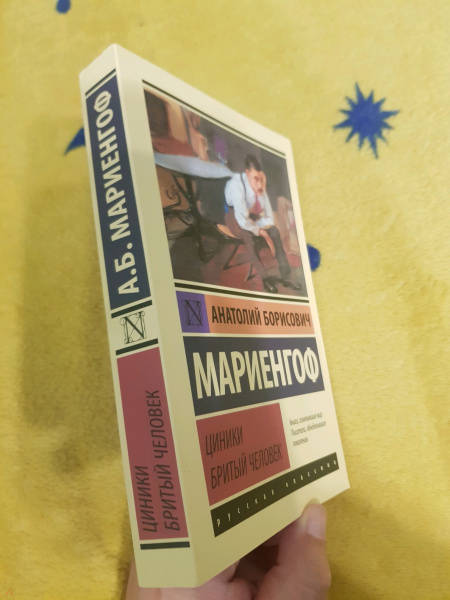 А.Б. МАРИЕНГОФ
ЦИНИКИ
БРИТЫЙ ЧЕЛОВЕК
АНАТОЛИЙ БОРИСОВИЧ
МАРИЕНГОФ
ЦИНИКИ
БРИТЫЙ ЧЕЛОВЕК
русская классика